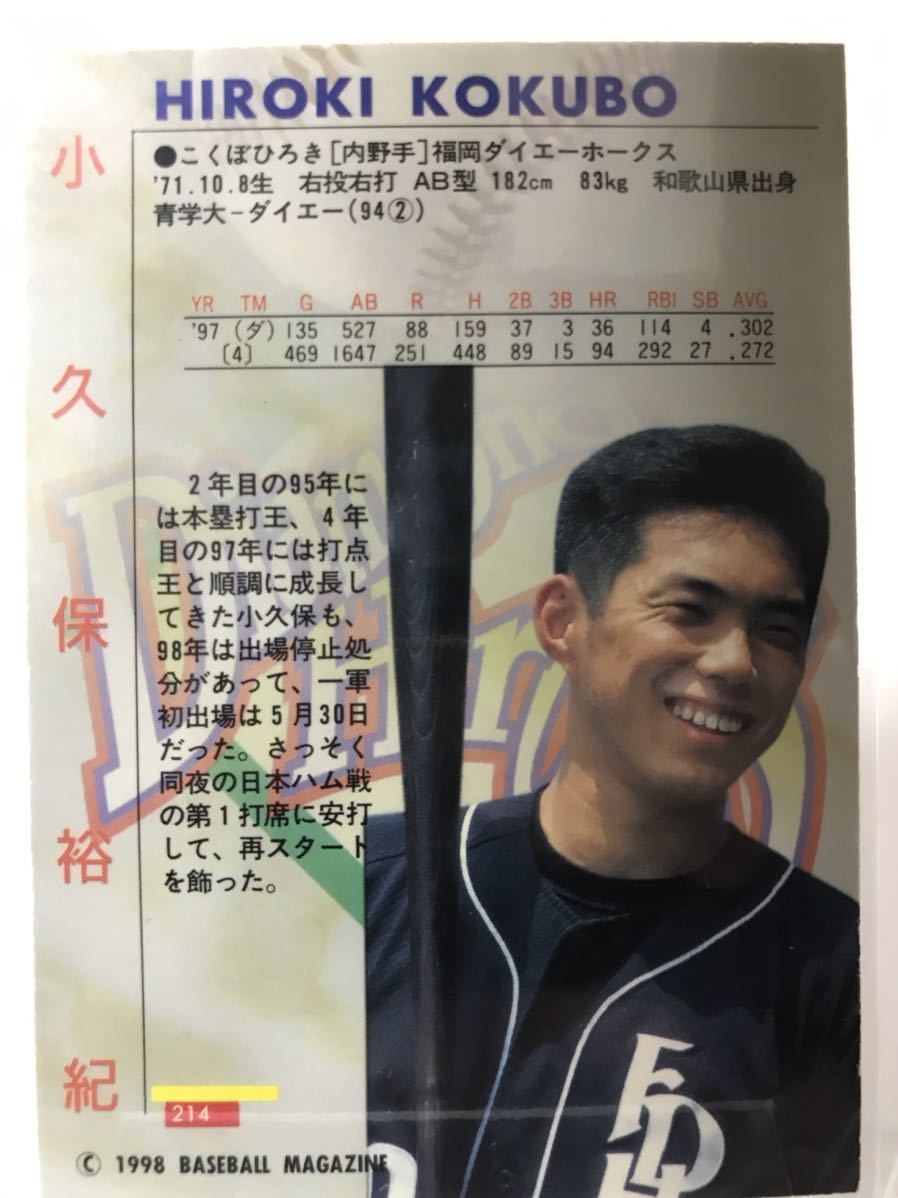 HIROKI KOKUBO
小久保裕紀
●こくぼひろき[内野手]福岡ダイエーホークス
'71.10.8生 右投右打 AB型 182cm 83kg 和歌山県出身
青学大-ダイエー(94②)
YR TM G AB R H 2B 3B HR RBI SB AVG
'97 (ダ) 135 527 88 159 37 3 36 114 4 .302
〔4〕 469 1647 251 448 89 15 94 292 27 .272
2年目の95年に
は本塁打王、4年
目の97年には打点
王と順調に成長し
てきた小久保も、
98年は出場停止処
分があって、一軍
初出場は5月30日
だった。さっそく
同夜の日本ハム戦
の第1打席に安打
して、再スタート
を飾った。
214
© 1998 BASEBALL MAGAZINE